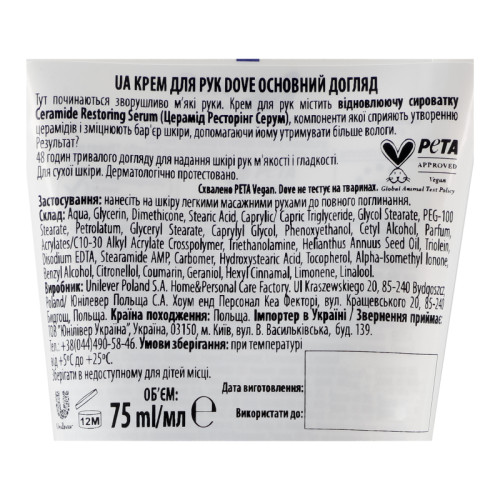 UA КРЕМ ДЛЯ РУК DOVE ОСНОВНИЙ ДОГЛЯД
Тут починаються зворушливо м'які руки. Крем для рук містить відновлюючу сироватку
Ceramide Restoring Serum (Церамід Ресторінг Серум), компоненти якої сприяють утворенню
церамідів і зміцнюють бар'єр шкіри, допомагаючи йому утримувати більше вологи.
Результат?
48 годин тривалого догляду для надання шкірі рук м'якості і гладкості.
Для сухої шкіри. Дерматологічно протестовано.
Схвалено PETA Vegan. Dove не тестує на тваринах.
PETA
APPROVED
Vegan
Global Animal Test Policy
Застосування: нанесіть на шкіру легкими масажними рухами до повного поглинання.
Склад: Aqua, Glycerin, Dimethicone, Stearic Acid, Caprylic/ Capric Triglyceride, Glycol Stearate, PEG-100
Stearate, Petrolatum, Glyceryl Stearate, Caprylyl Glycol, Phenoxyethanol, Cetyl Alcohol, Parfum,
Acrylates/C10-30 Alkyl Acrylate Crosspolymer, Triethanolamine, Helianthus Annuus Seed Oil, Triolein,
Disodium EDTA, Stearamide AMP, Carbomer, Hydroxystearic Acid, Tocopherol, Alpha-Isomethyl Ionone,
Benzyl Alcohol, Citronellol, Coumarin, Geraniol, Hexyl Cinnamal, Limonene, Linalool.
Виробник: Unilever Poland S.A. Home&Personal Care Factory. Ul Kraszewskiego 20, 85-240 Bydgoszcz,
Poland/ Юнілевер Польща С.А. Хоум енд Персонал Кеа Фекторі, вул. Кращевського 20, 85-240
Бидгощ, Польща. Країна походження: Польща. Імпортер в Україні / Звернення приймає:
ТОВ "Юнілівер Україна", Україна, 03150, м. Київ, вул. В. Васильківська, буд. 139.
Тел.: +38(044)490-58-46. Умови зберігання: при температурі
від +5°C до +25°C.
Зберігати в недоступному для дітей місці.
Unilever
12M
ОБ'ЄМ:
75 ml/мл
Дата виготовлення:
Використати до: